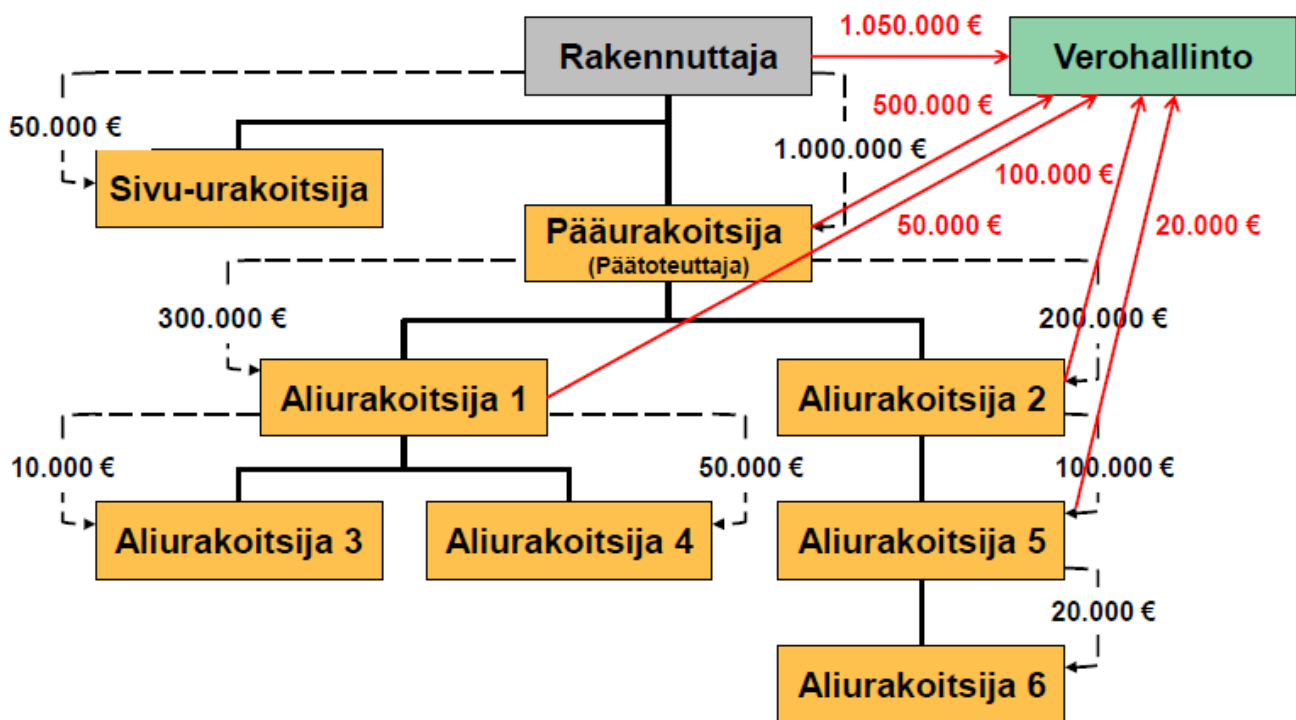 1.050.000 €
Rakennuttaja
Verohallinto
50.000 €
500.000 €
1.000.000 €
Sivu-urakoitsija
100.000 €
Pääurakoitsija
(Päätoteuttaja)
50.000 €
20.000 €
300.000 €
200.000 €
Aliurakoitsija 1
Aliurakoitsija 2
10.000 €
50.000 €
100.000 €
Aliurakoitsija 3
Aliurakoitsija 4
Aliurakoitsija 5
20.000 €
Aliurakoitsija 6